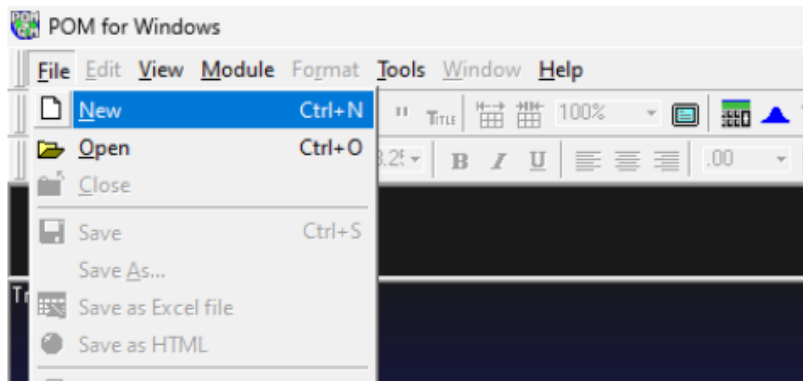 POM for Windows
File Edit View Module Format Tools Window Help
New Ctrl+N
" TITLE 100%
Open Ctrl+O
B I U .00
Close
Save Ctrl+S
Save As...
Save as Excel file
Save as HTML